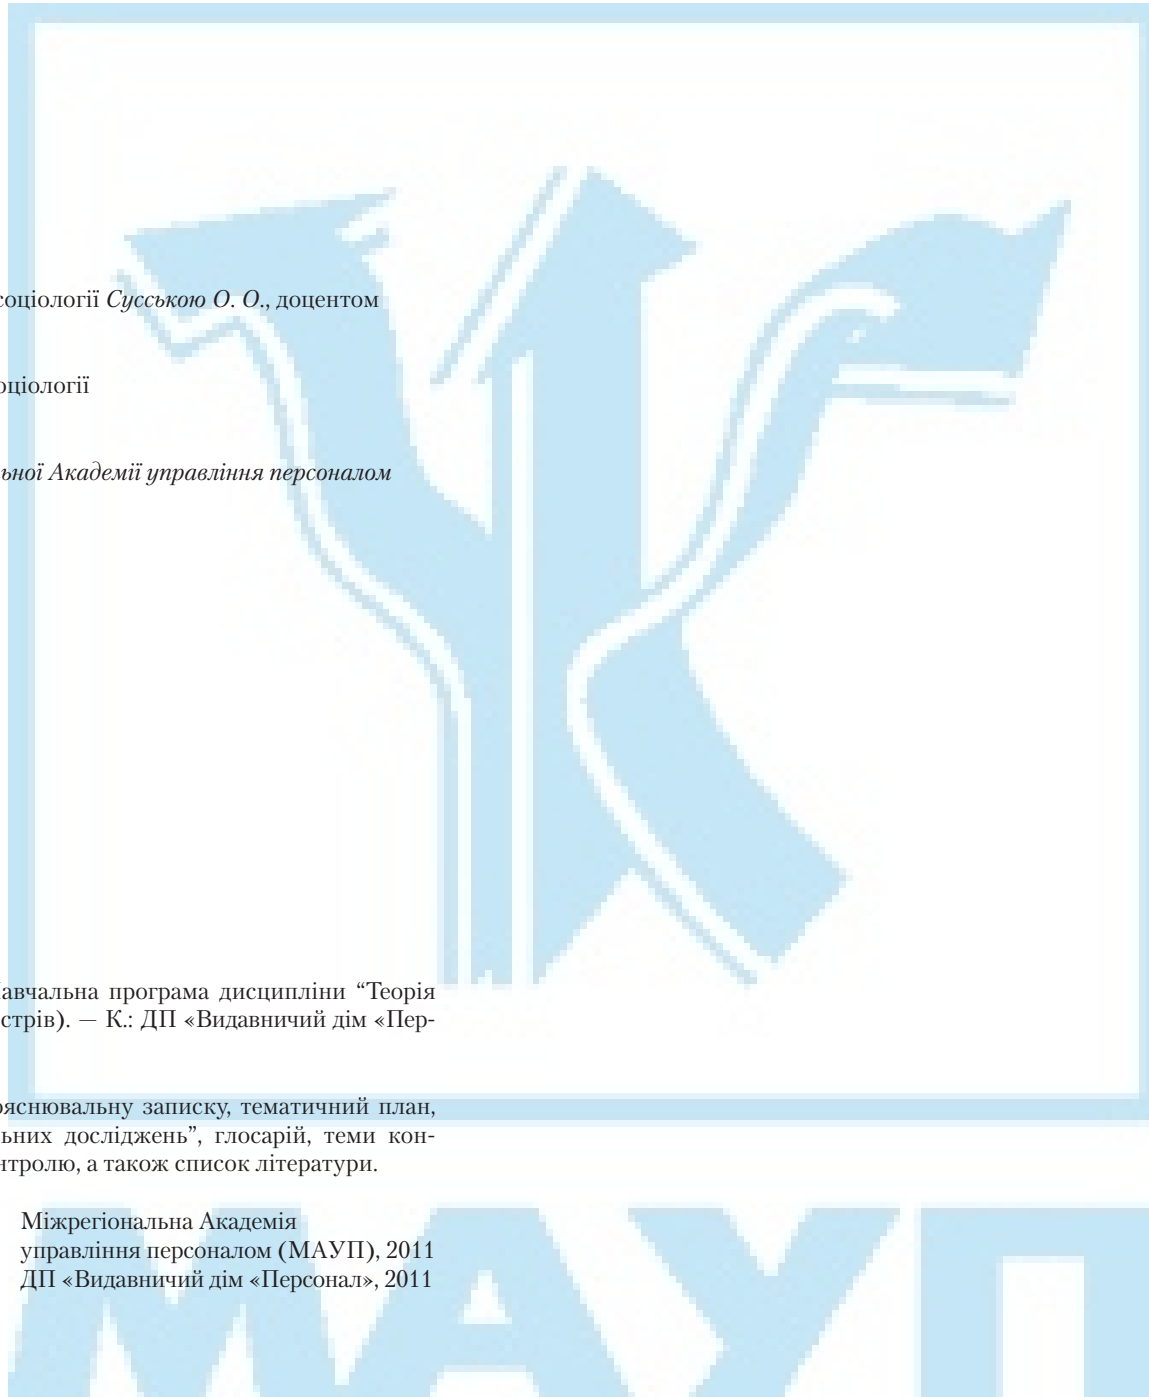 соціології Сусською О. О., доцентом
оціології
ьної Академії управління персоналом
Навчальна програма дисципліни “Теорія
стрів). — К.: ДП «Видавничий дім «Пер-
ояснювальну записку, тематичний план,
ьних досліджень”, глосарій, теми кон-
нтролю, а також список літератури.
Міжрегіональна Академія
управління персоналом (МАУП), 2011
ДП «Видавничий дім «Персонал», 2011
МАУП